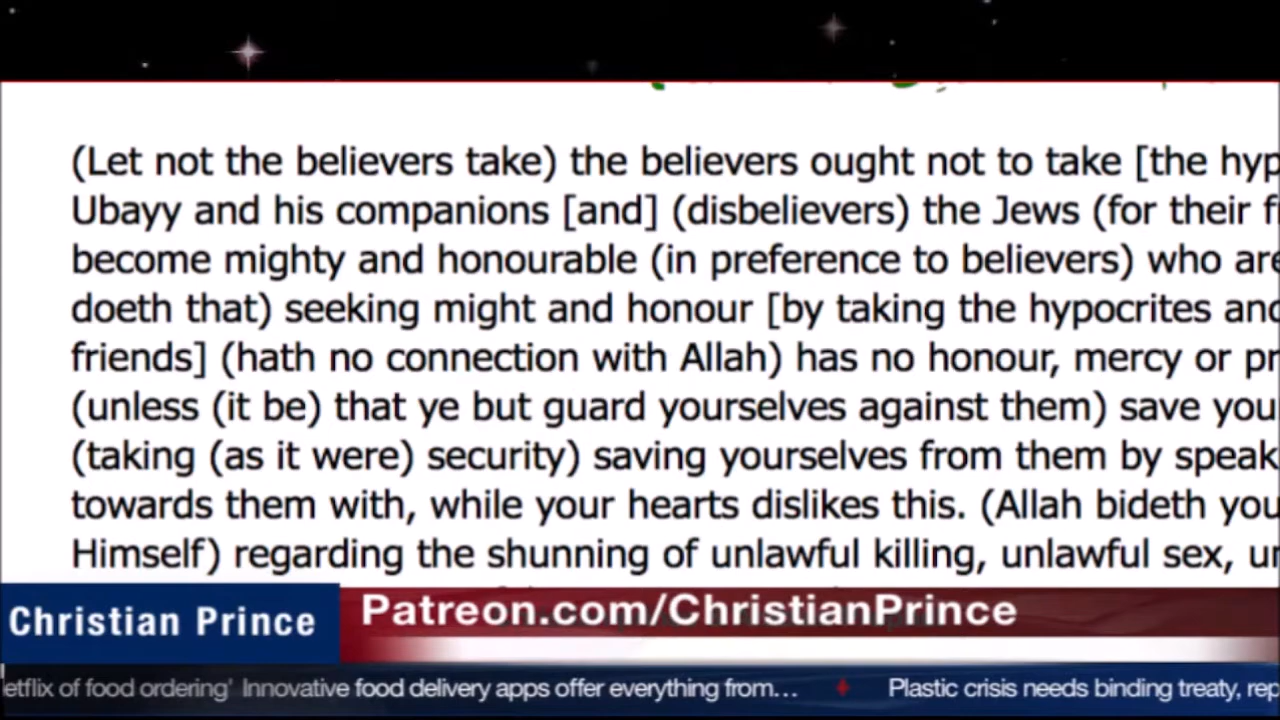 (Let not the believers take) the believers ought not to take [the hyp
Ubayy and his companions [and] (disbelievers) the Jews (for their f
become mighty and honourable (in preference to believers) who are
doeth that) seeking might and honour [by taking the hypocrites and
friends] (hath no connection with Allah) has no honour, mercy or pr
(unless (it be) that ye but guard yourselves against them) save you
(taking (as it were) security) saving yourselves from them by speak
towards them with, while your hearts dislikes this. (Allah bideth you
Himself) regarding the shunning of unlawful killing, unlawful sex, un
Christian Prince
Patreon.com/ChristianPrince
etflix of food ordering' Innovative food delivery apps offer everything from... Plastic crisis needs binding treaty, rep